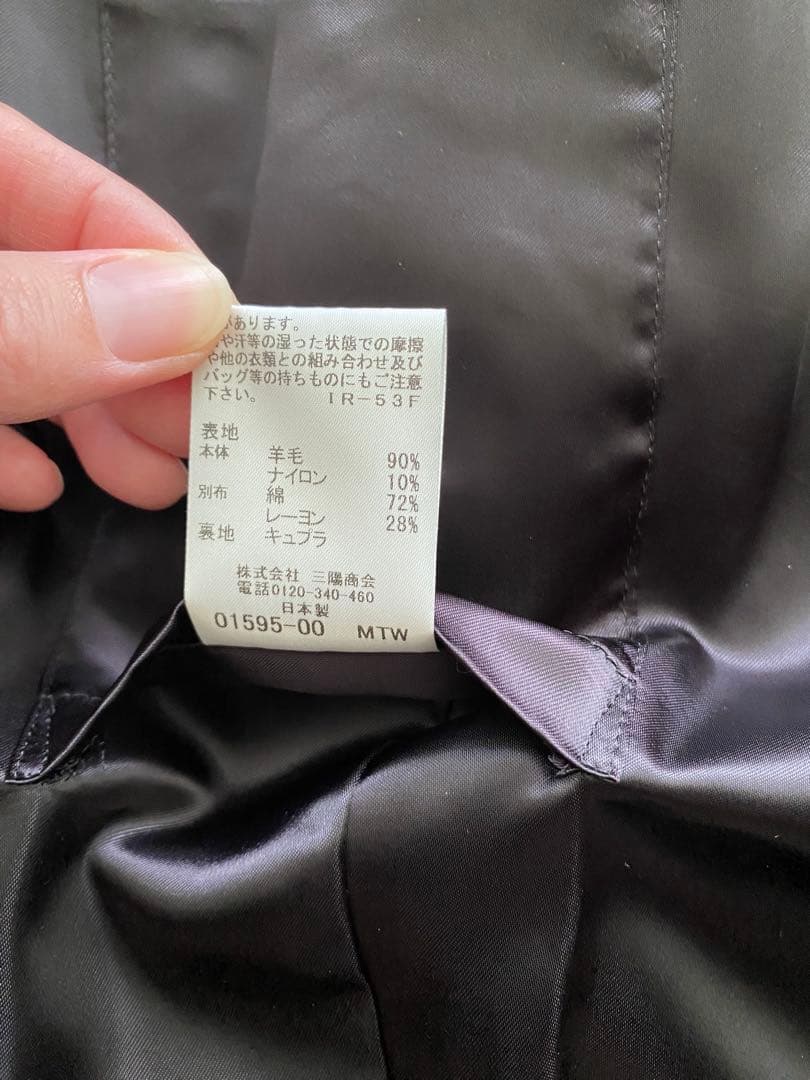 があります。
や汗等の湿った状態での摩擦
や他の衣類との組み合わせ及び
バッグ等の持ちものにもご注意
下さい。 IR-53F
表地
本体 羊毛 90%
ナイロン 10%
別布 綿 72%
レーヨン 28%
裏地 キュプラ
株式会社 三陽商会
電話0120-340-460
日本製
01595-00 MTW